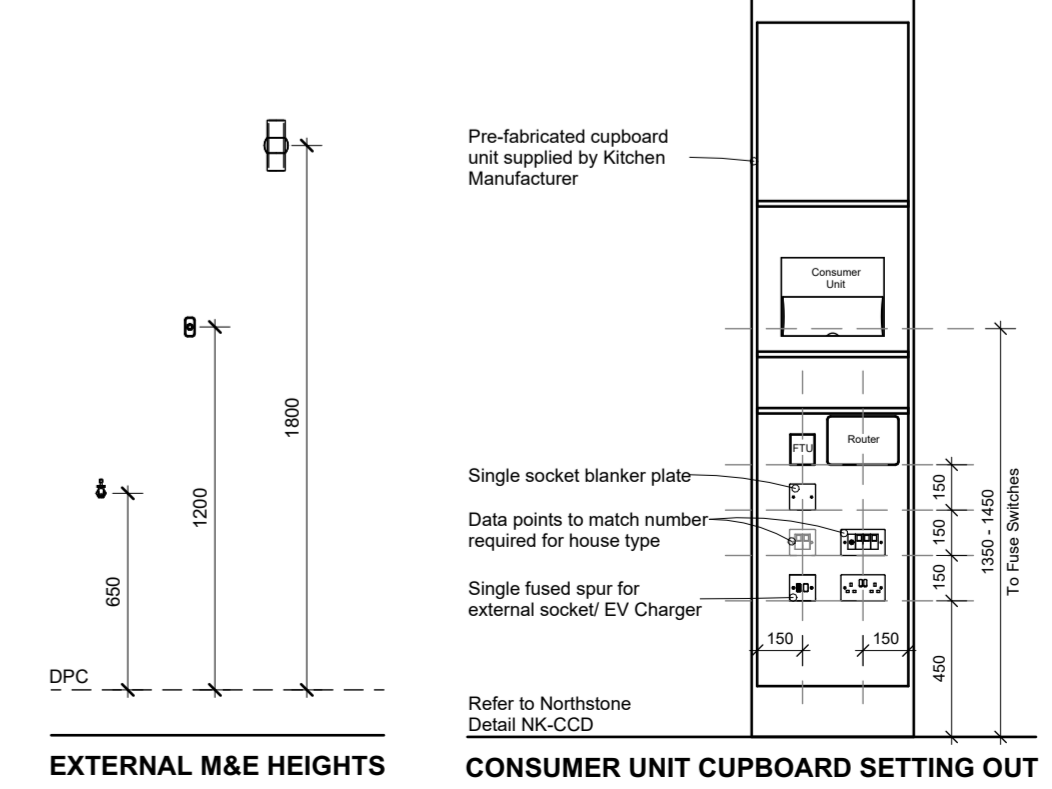 1800
1200
650
DPC
EXTERNAL M&E HEIGHTS
Pre-fabricated cupboard
unit supplied by Kitchen
Manufacturer
Consumer
Unit
FTU
Router
Single socket blanker plate
Data points to match number
required for house type
Single fused spur for
external socket/ EV Charger
150
150
150
150
150
450
1350 - 1450
To Fuse Switches
Refer to Northstone
Detail NK-CCD
CONSUMER UNIT CUPBOARD SETTING OUT